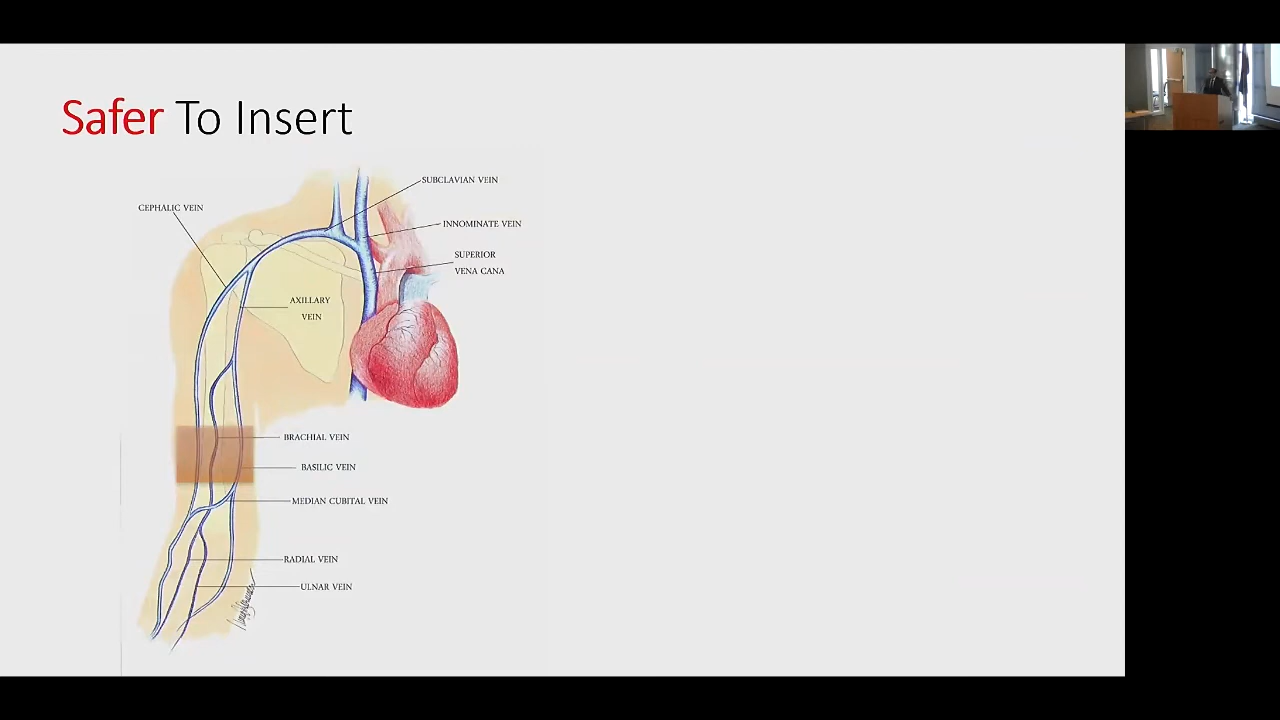 Safer To Insert
SUBCLAVIAN VEIN
CEPHALIC VEIN
INNOMINATE VEIN
SUPERIOR
VENA CANA
AXILLARY
VEIN
BRACHIAL VEIN
BASILIC VEIN
MEDIAN CUBITAL VEIN
RADIAL VEIN
ULNAR VEIN